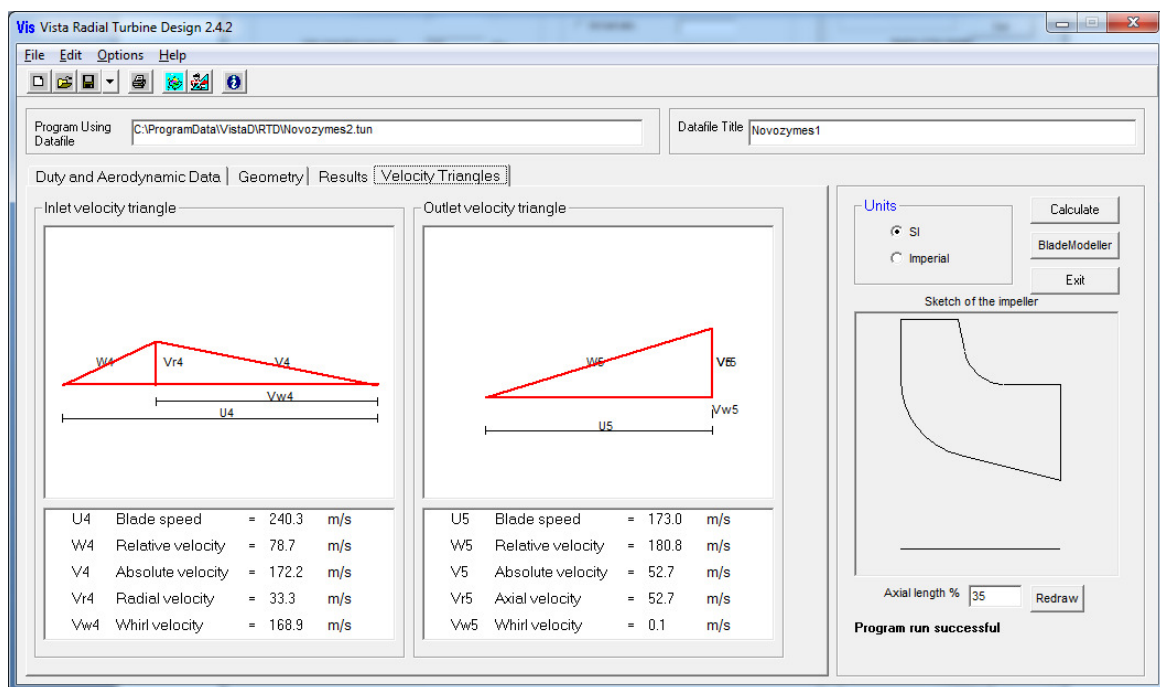 Vis Vista Radial Turbine Design 2.4.2
File Edit Options Help
Program Using Datafile
C:\ProgramData\VistaD\RTD\Novozymes2.tun
Datafile Title
Novozymes1
Duty and Aerodynamic Data Geometry Results Velocity Triangles
Inlet velocity triangle
W4 Vr4 V4
Vw4
U4
U4 Blade speed = 240.3 m/s
W4 Relative velocity = 78.7 m/s
V4 Absolute velocity = 172.2 m/s
Vr4 Radial velocity = 33.3 m/s
Vw4 Whirl velocity = 168.9 m/s
Outlet velocity triangle
W5
Vw5
U5
U5 Blade speed = 173.0 m/s
W5 Relative velocity = 180.8 m/s
V5 Absolute velocity = 52.7 m/s
Vr5 Axial velocity = 52.7 m/s
Vw5 Whirl velocity = 0.1 m/s
Units
SI
Imperial
Calculate
BladeModeller
Exit
Sketch of the impeller
Axial length % 35 Redraw
Program run successful